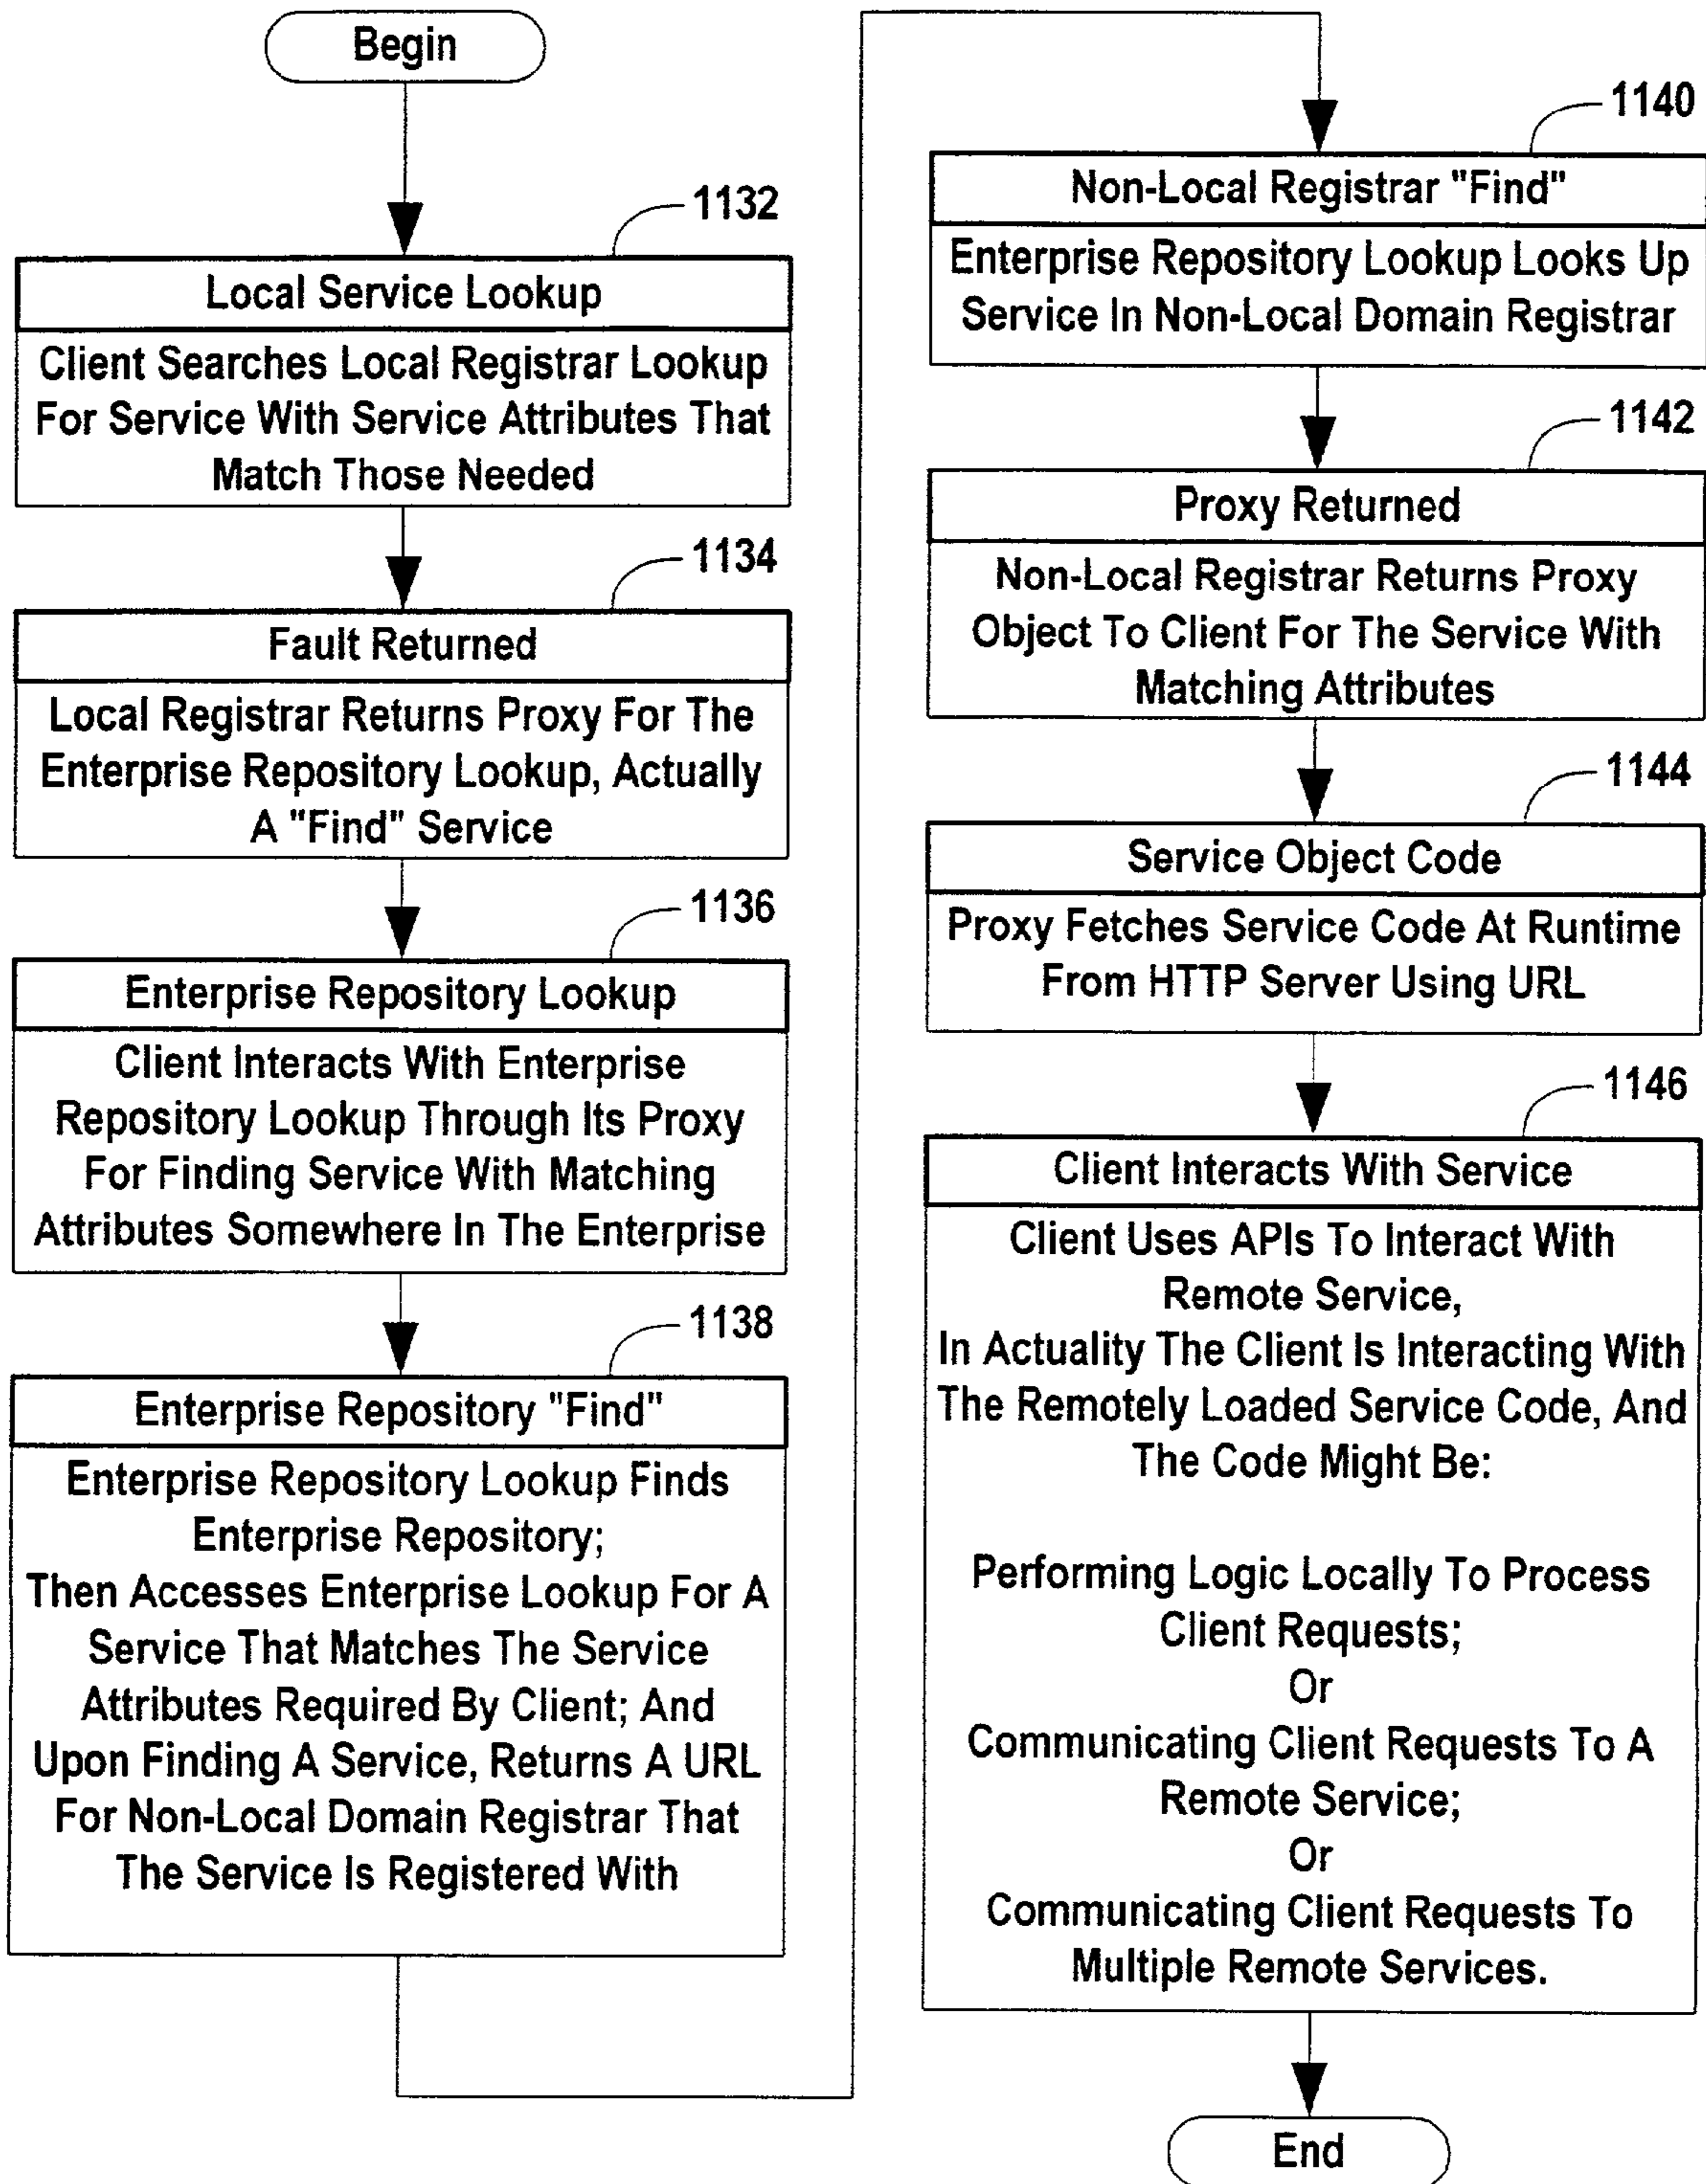 Begin
1132
Local Service Lookup
Client Searches Local Registrar Lookup
For Service With Service Attributes That
Match Those Needed
1134
Fault Returned
Local Registrar Returns Proxy For The
Enterprise Repository Lookup, Actually
A "Find" Service
1136
Enterprise Repository Lookup
Client Interacts With Enterprise
Repository Lookup Through Its Proxy
For Finding Service With Matching
Attributes Somewhere In The Enterprise
1138
Enterprise Repository "Find"
Enterprise Repository Lookup Finds
Enterprise Repository;
Then Accesses Enterprise Lookup For A
Service That Matches The Service
Attributes Required By Client; And
Upon Finding A Service, Returns A URL
For Non-Local Domain Registrar That
The Service Is Registered With
1140
Non-Local Registrar "Find"
Enterprise Repository Lookup Looks Up
Service In Non-Local Domain Registrar
1142
Proxy Returned
Non-Local Registrar Returns Proxy
Object To Client For The Service With
Matching Attributes
1144
Service Object Code
Proxy Fetches Service Code At Runtime
From HTTP Server Using URL
1146
Client Interacts With Service
Client Uses APIs To Interact With
Remote Service,
In Actuality The Client Is Interacting With
The Remotely Loaded Service Code, And
The Code Might Be:
Performing Logic Locally To Process
Client Requests;
Or
Communicating Client Requests To A
Remote Service;
Or
Communicating Client Requests To
Multiple Remote Services.
End